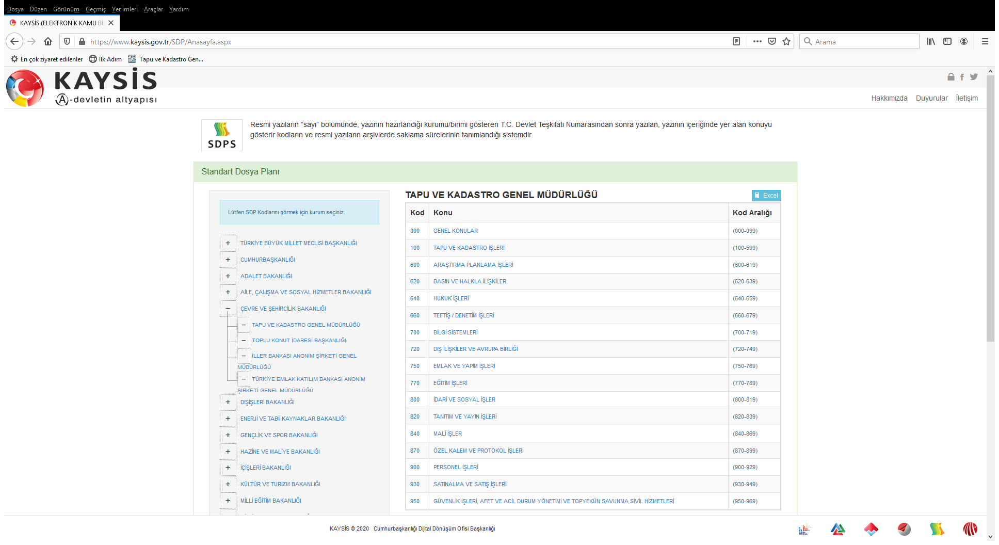 Dosya Düzen Görünüm Geçmiş Yer imleri Araçlar Yardım
KAYSİS (ELEKTRONİK KAMU Bİ
https://www.kaysis.gov.tr/SDP/Anasayfa.aspx
Arama
En çok ziyaret edilenler İlk Adım Tapu ve Kadastro Gen...
KAYSİS
A-devletin altyapısı
Hakkımızda Duyurular İletişim
SDPS
Resmi yazıların “sayı” bölümünde, yazının hazırlandığı kurumu/birimi gösteren T.C. Devlet Teşkilatı Numarasından sonra yazılan, yazının içeriğinde yer alan konuyu
gösterir kodların ve resmi yazıların arşivlerde saklama sürelerinin tanımlandığı sistemdir.
Standart Dosya Planı
Lütfen SDP Kodlarını görmek için kurum seçiniz.
+ TÜRKİYE BÜYÜK MİLLET MECLİSİ BAŞKANLIĞI
+ CUMHURBAŞKANLIĞI
+ ADALET BAKANLIĞI
+ AİLE, ÇALIŞMA VE SOSYAL HİZMETLER BAKANLIĞI
− ÇEVRE VE ŞEHİRCİLİK BAKANLIĞI
− TAPU VE KADASTRO GENEL MÜDÜRLÜĞÜ
− TOPLU KONUT İDARESİ BAŞKANLIĞI
− İLLER BANKASI ANONİM ŞİRKETİ GENEL
MÜDÜRLÜĞÜ
− TÜRKİYE EMLAK KATILIM BANKASI ANONİM
ŞİRKETİ GENEL MÜDÜRLÜĞÜ
+ DIŞİŞLERİ BAKANLIĞI
+ ENERJİ VE TABİİ KAYNAKLAR BAKANLIĞI
+ GENÇLİK VE SPOR BAKANLIĞI
+ HAZİNE VE MALİYE BAKANLIĞI
+ İÇİŞLERİ BAKANLIĞI
+ KÜLTÜR VE TURİZM BAKANLIĞI
+ MİLLİ EĞİTİM BAKANLIĞI
TAPU VE KADASTRO GENEL MÜDÜRLÜĞÜ
Excel
Kod Konu Kod Aralığı
000 GENEL KONULAR (000-099)
100 TAPU VE KADASTRO İŞLERİ (100-599)
600 ARAŞTIRMA PLANLAMA İŞLERİ (600-619)
620 BASIN VE HALKLA İLİŞKİLER (620-639)
640 HUKUK İŞLERİ (640-659)
660 TEFTİŞ / DENETİM İŞLERİ (660-679)
700 BİLGİ SİSTEMLERİ (700-719)
720 DIŞ İLİŞKİLER VE AVRUPA BİRLİĞİ (720-749)
750 EMLAK VE YAPIM İŞLERİ (750-769)
770 EĞİTİM İŞLERİ (770-789)
800 İDARİ VE SOSYAL İŞLER (800-819)
820 TANITIM VE YAYIN İŞLERİ (820-839)
840 MALİ İŞLER (840-869)
870 ÖZEL KALEM VE PROTOKOL İŞLERİ (870-899)
900 PERSONEL İŞLERİ (900-929)
930 SATINALMA VE SATIŞ İŞLERİ (930-949)
950 GÜVENLİK İŞLERİ, AFET VE ACİL DURUM YÖNETİMİ VE TOPYEKÜN SAVUNMA SİVİL HİZMETLERİ (950-969)
KAYSİS © 2020 Cumhurbaşkanlığı Dijital Dönüşüm Ofisi Başkanlığı